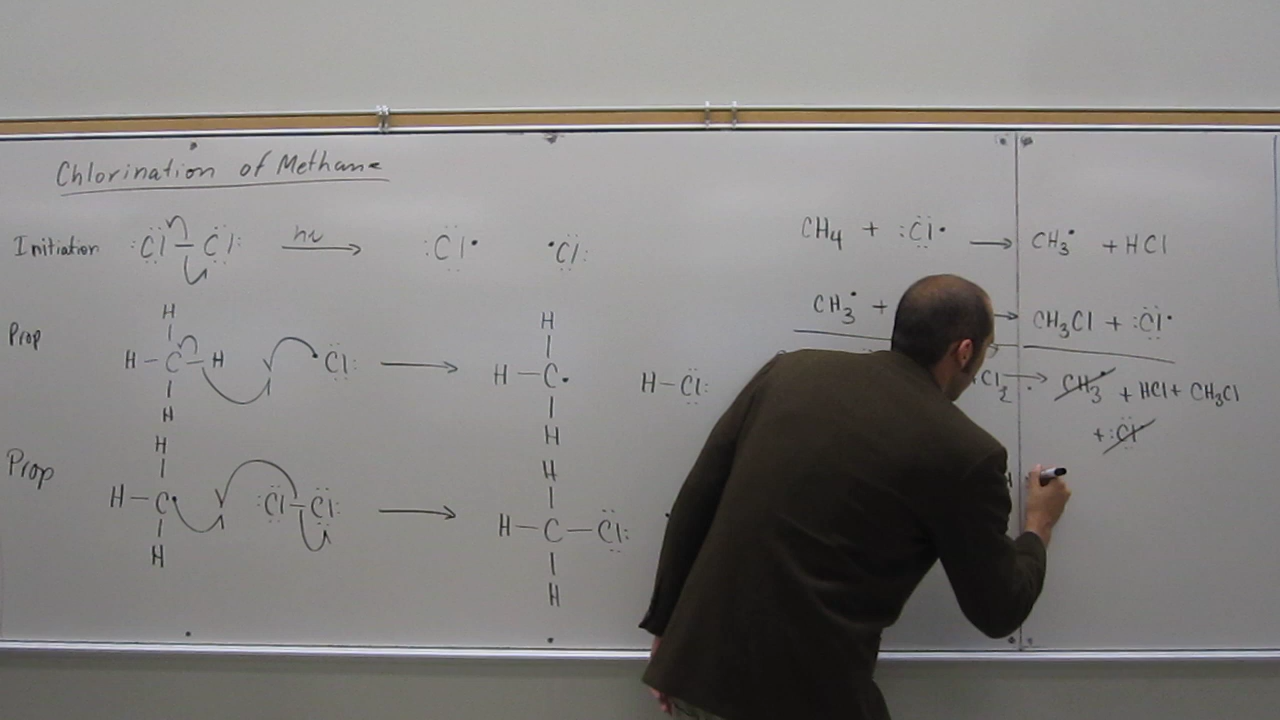 Chlorination of Methane
Initiation :Cl–Cl: hν → :Cl• •Cl:
H
Prop H–C–H •Cl: → H–C• H–Cl:
H
H
Prop H–C• :Cl–Cl: → H–C–Cl:
H
H
H
H
H
H
CH4 + :Cl• → CH3• + HCl
CH3• + → CH3Cl + :Cl•
+Cl2 → CH3• + HCl + CH3Cl
+ :Cl•